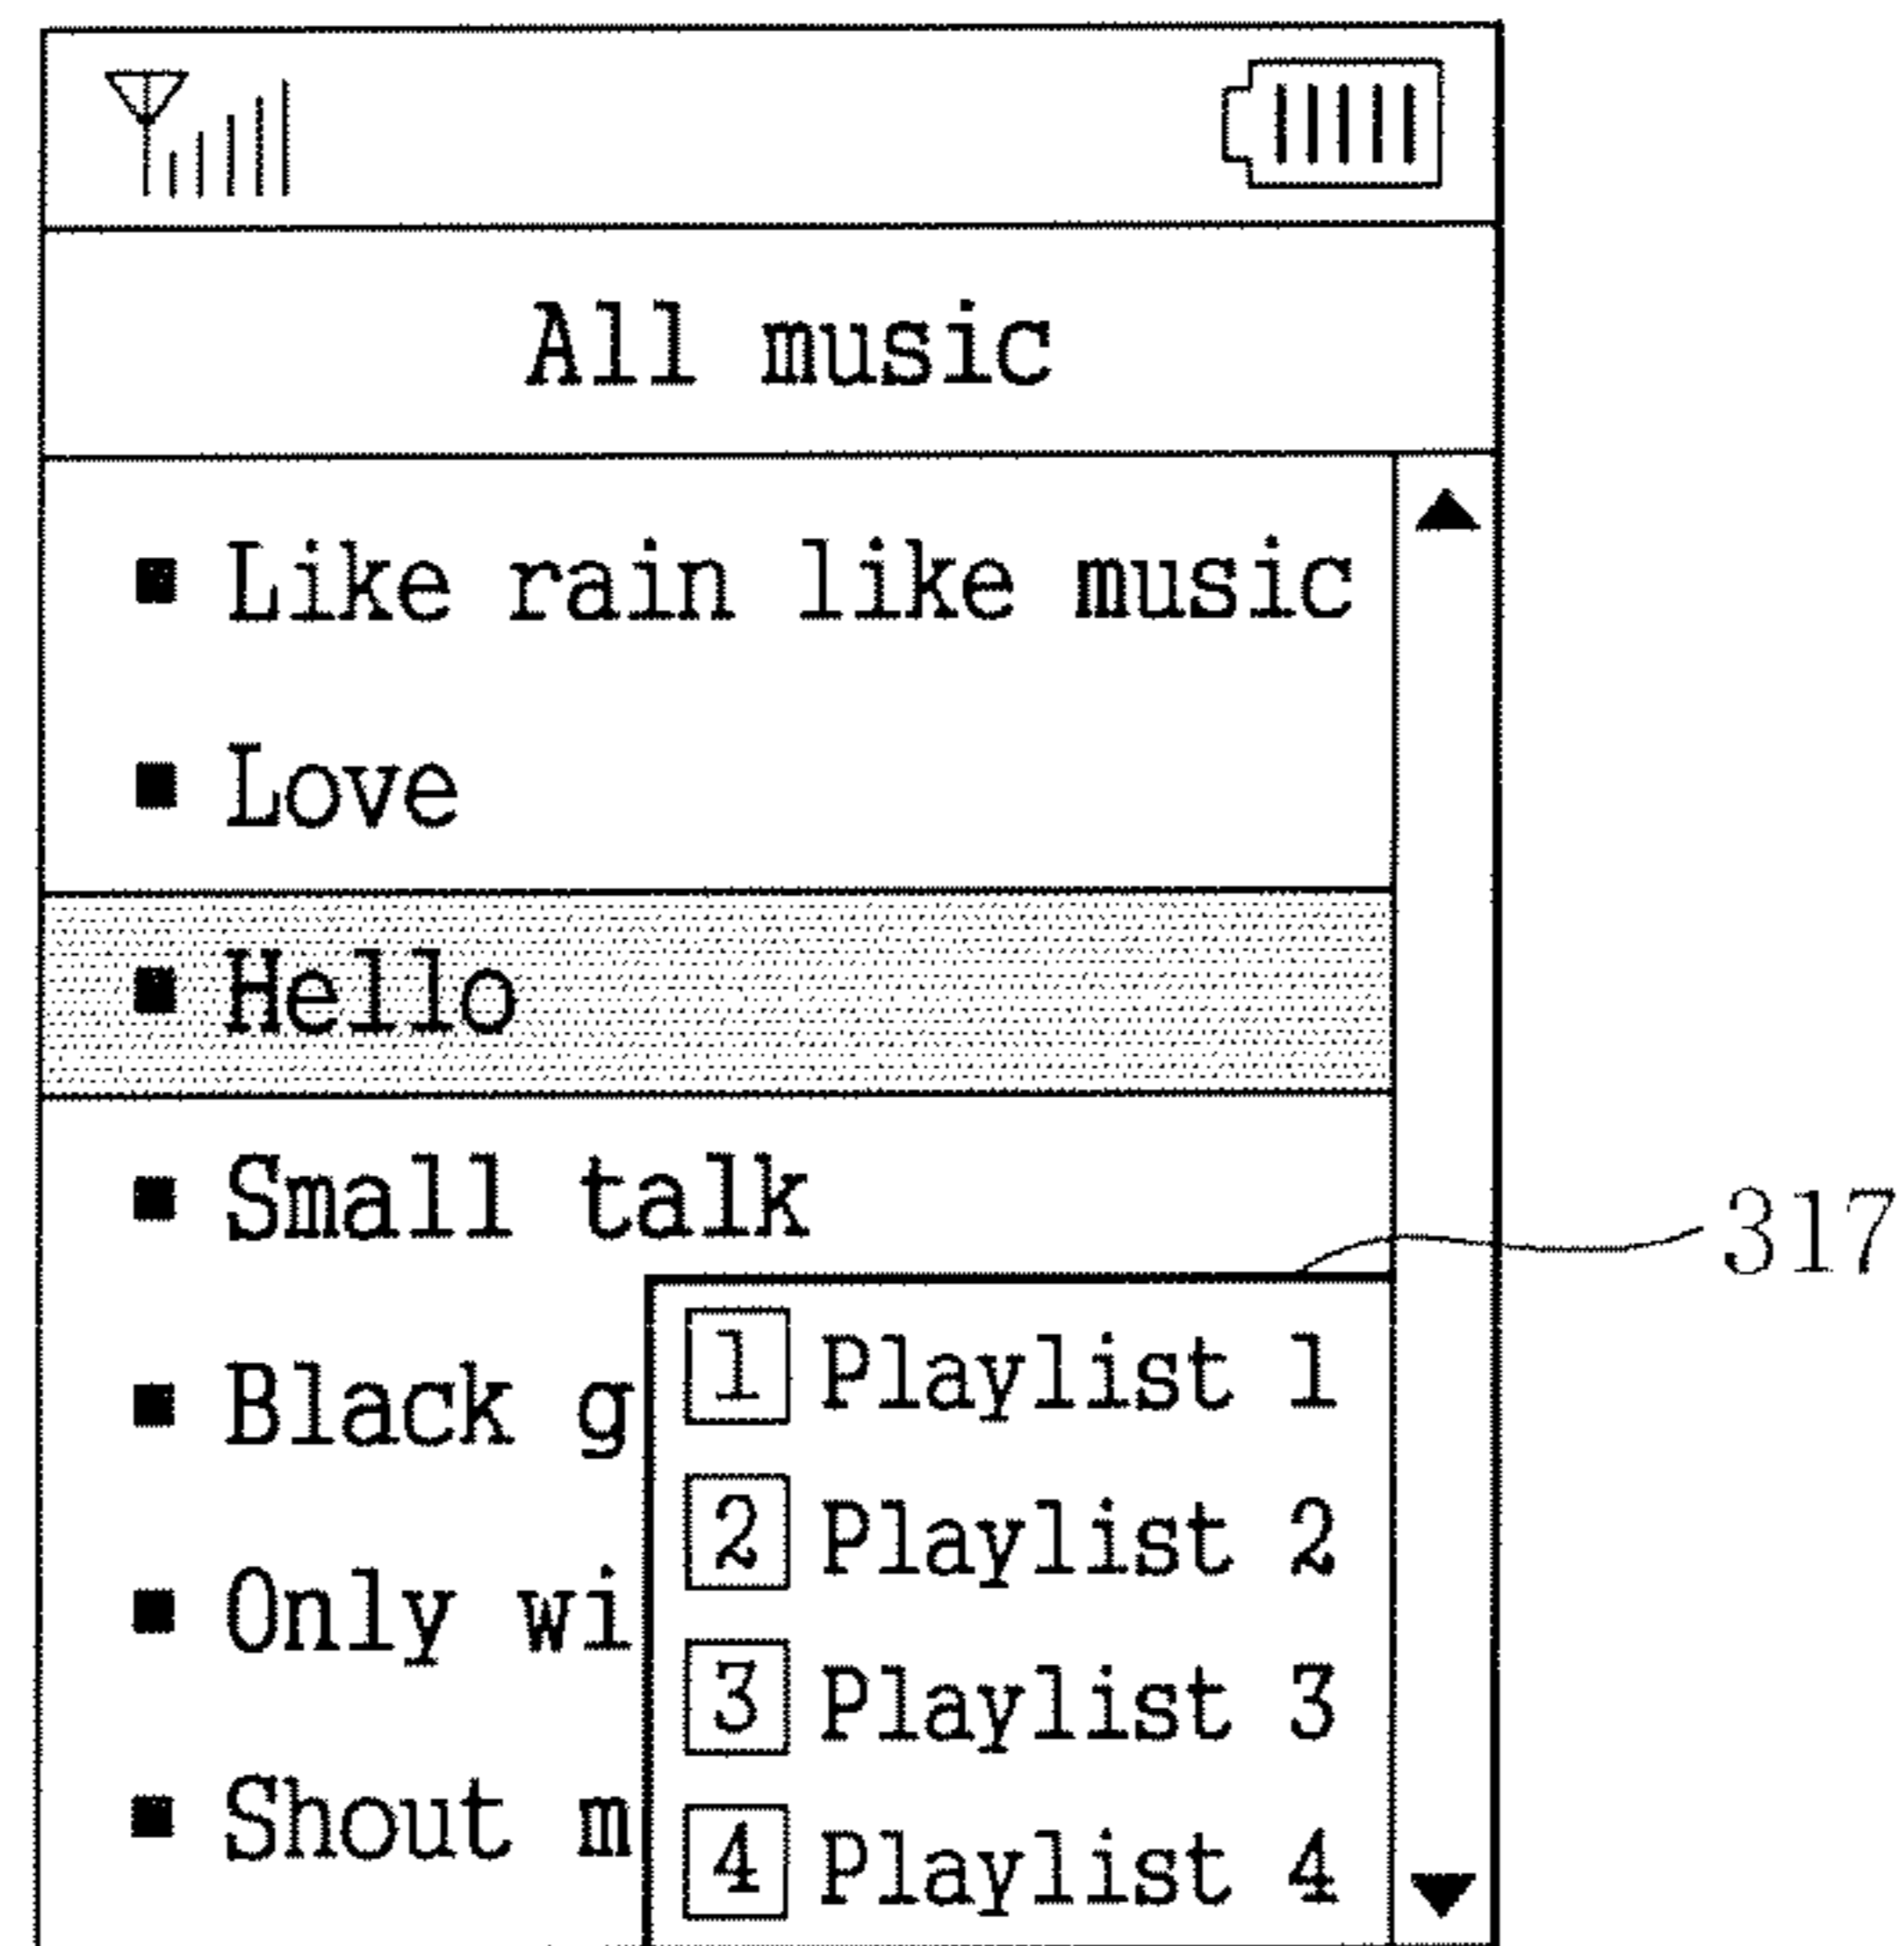 All music
■ Like rain like music
■ Love
■ Hello
■ Small talk
317
■ Black g
■ Only wi
■ Shout m
1 Playlist 1
2 Playlist 2
3 Playlist 3
4 Playlist 4